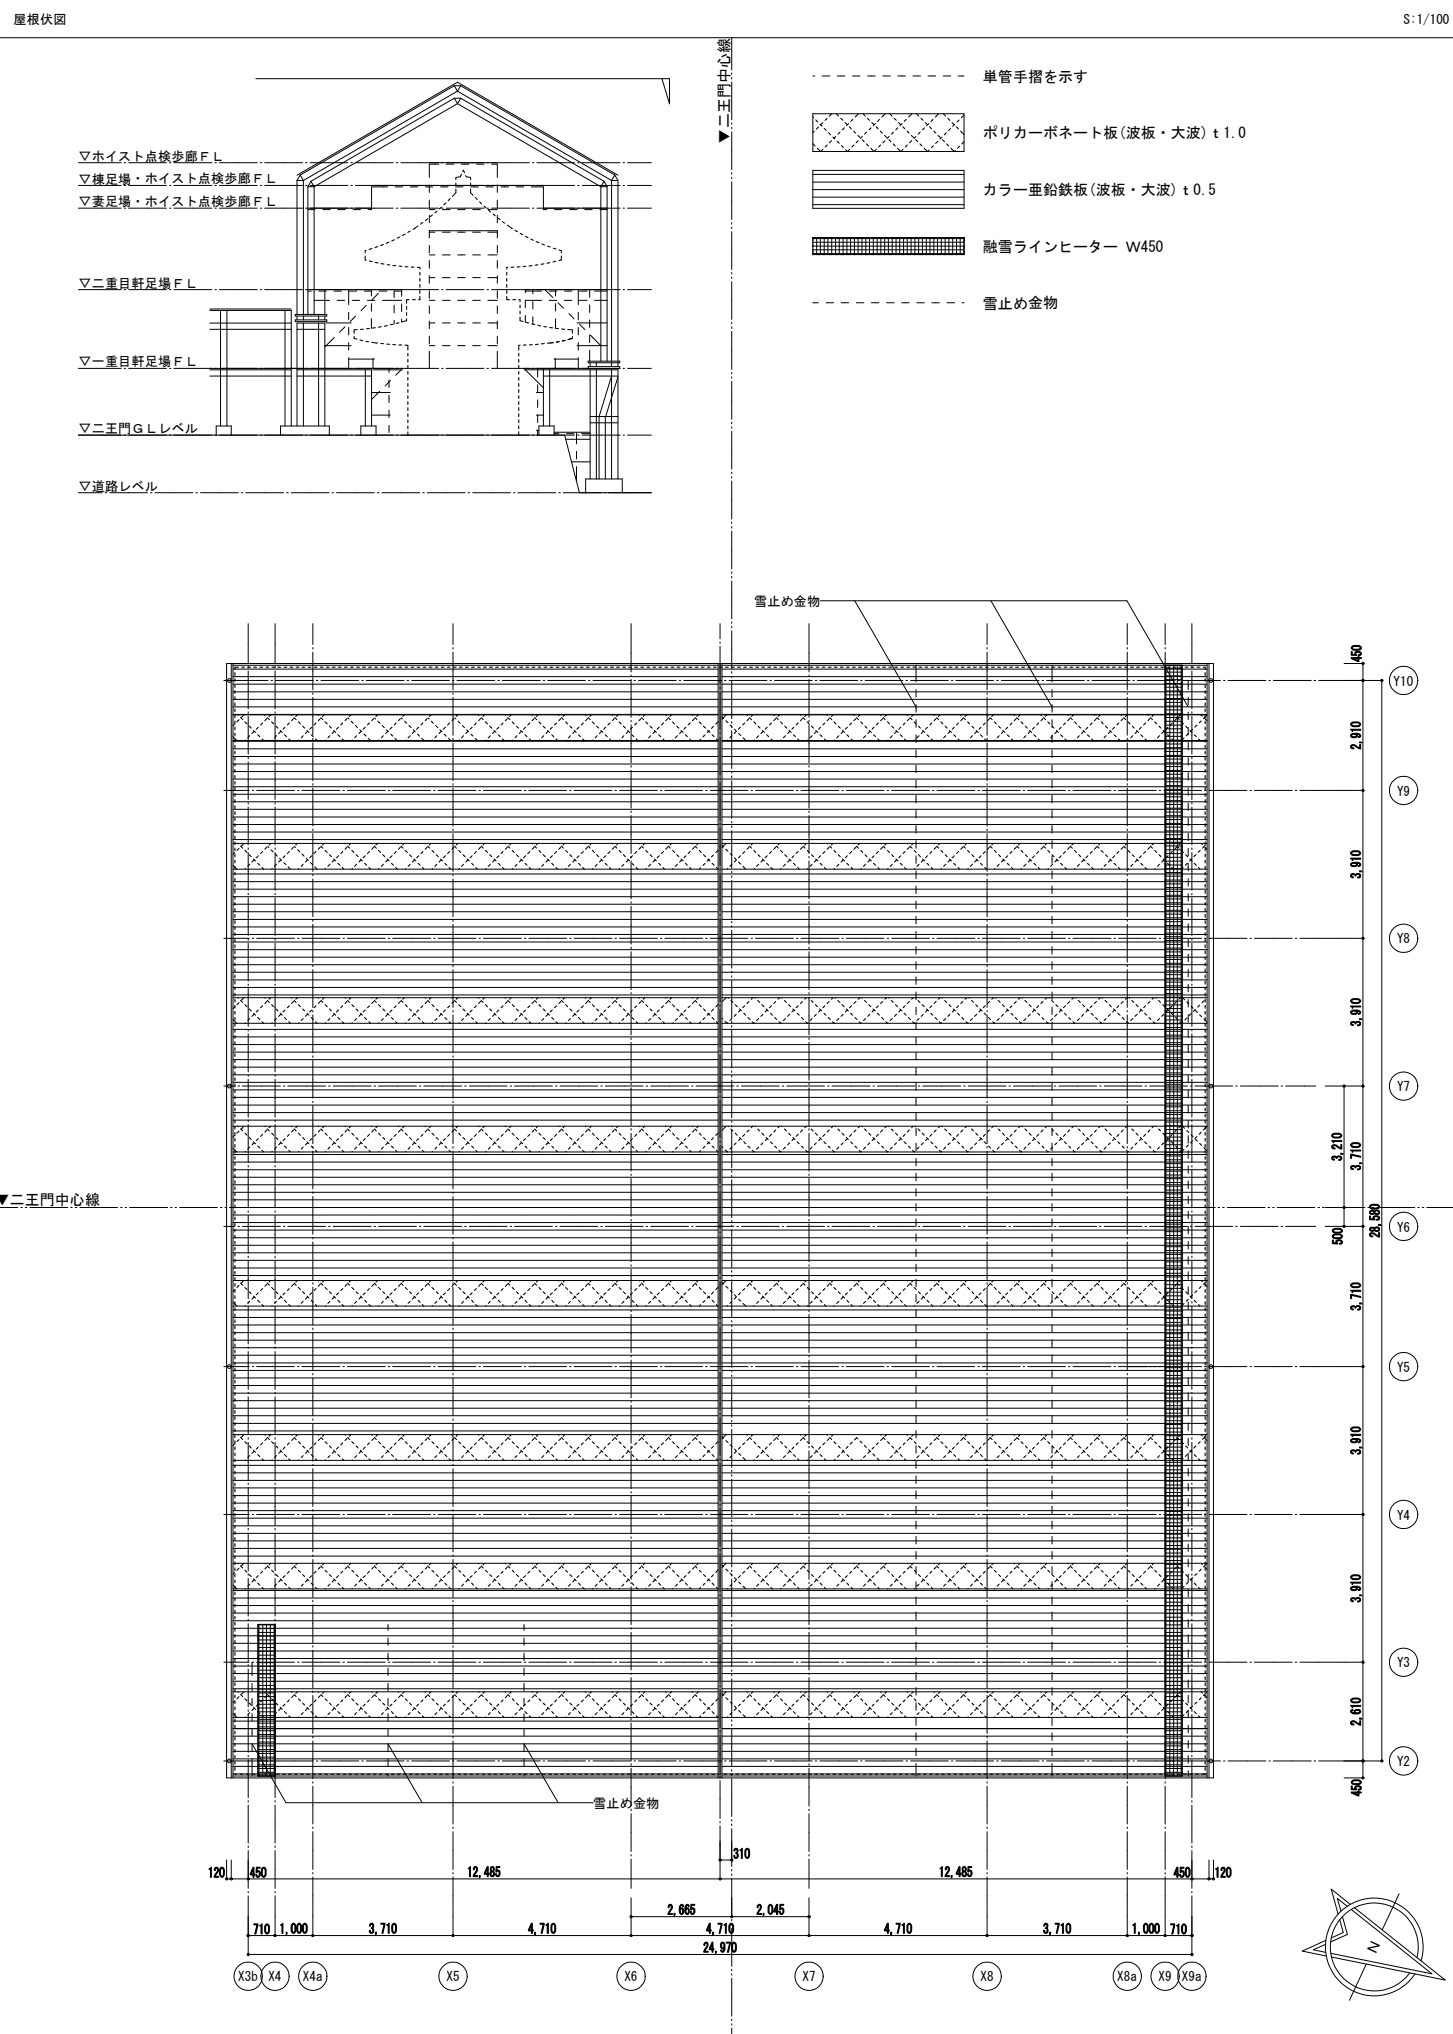 屋根伏図
S:1/100
▼二王門中心線
単管手摺を示す
ポリカーボネート板(波板・大波) t 1.0
カラー亜鉛鉄板(波板・大波) t 0.5
融雪ラインヒーター W450
雪止め金物
▽ホイスト点検歩廊ＦＬ
▽棟足場・ホイスト点検歩廊ＦＬ
▽妻足場・ホイスト点検歩廊ＦＬ
▽二重目軒足場ＦＬ
▽一重目軒足場ＦＬ
▽二王門ＧＬレベル
▽道路レベル
雪止め金物
450
Y10
2,910
Y9
3,910
Y8
3,910
Y7
3,210
3,710
▼二王門中心線
28,580
500
Y6
3,710
Y5
3,910
Y4
3,910
Y3
2,610
Y2
450
雪止め金物
310
120
450
12,485
12,485
450
120
2,665
2,045
710
1,000
3,710
4,710
4,710
4,710
3,710
1,000
710
24,970
X3b
X4
X4a
X5
X6
X7
X8
X8a
X9
X9a
N